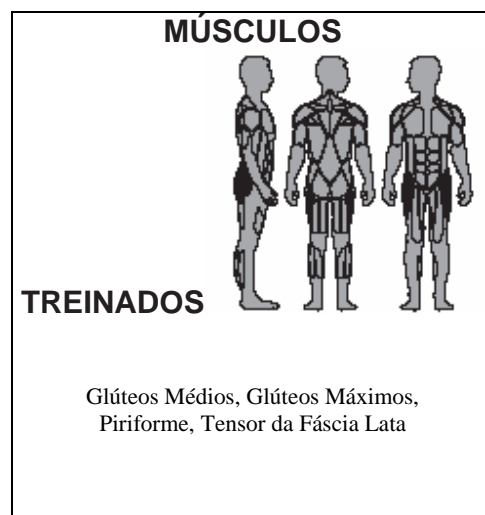 MÚSCULOS
TREINADOS
Glúteos Médios, Glúteos Máximos,
Piriforme, Tensor da Fáscia Lata